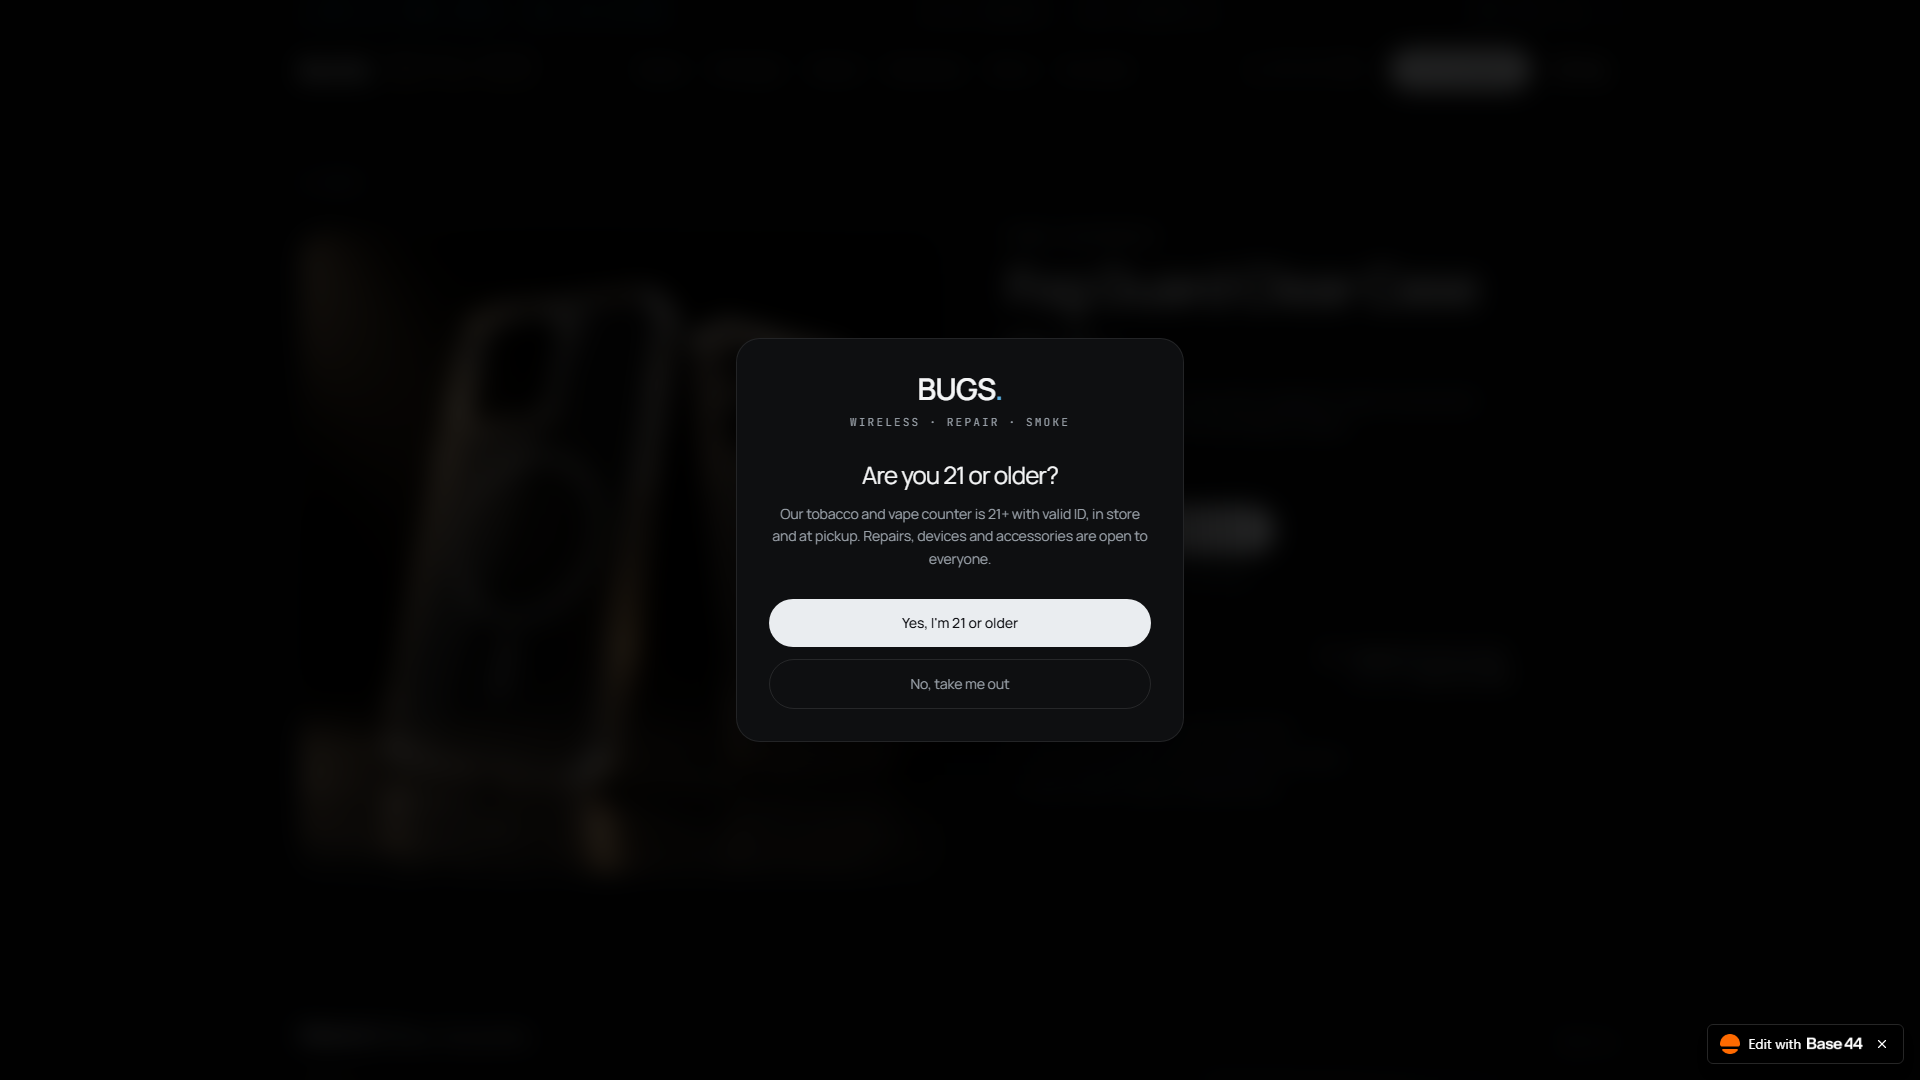 BUGS.
WIRELESS · REPAIR · SMOKE
Are you 21 or older?
Our tobacco and vape counter is 21+ with valid ID, in store
and at pickup. Repairs, devices and accessories are open to
everyone.
Yes, I'm 21 or older
No, take me out
Edit with Base44